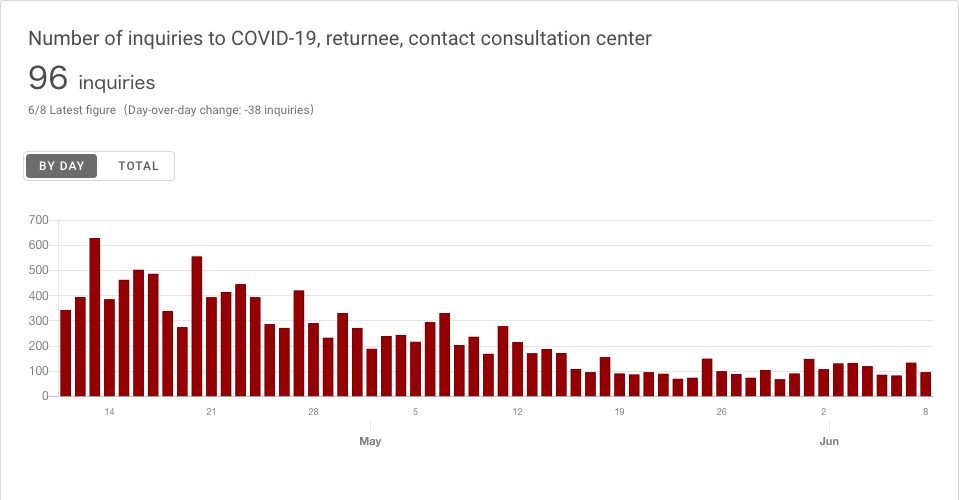 Number of inquiries to COVID-19, returnee, contact consultation center
96 inquiries
6/8 Latest figure（Day-over-day change: -38 inquiries）
BY DAY TOTAL
700
600
500
400
300
200
100
0
14 21 28 5 12 19 26 2 8
May Jun